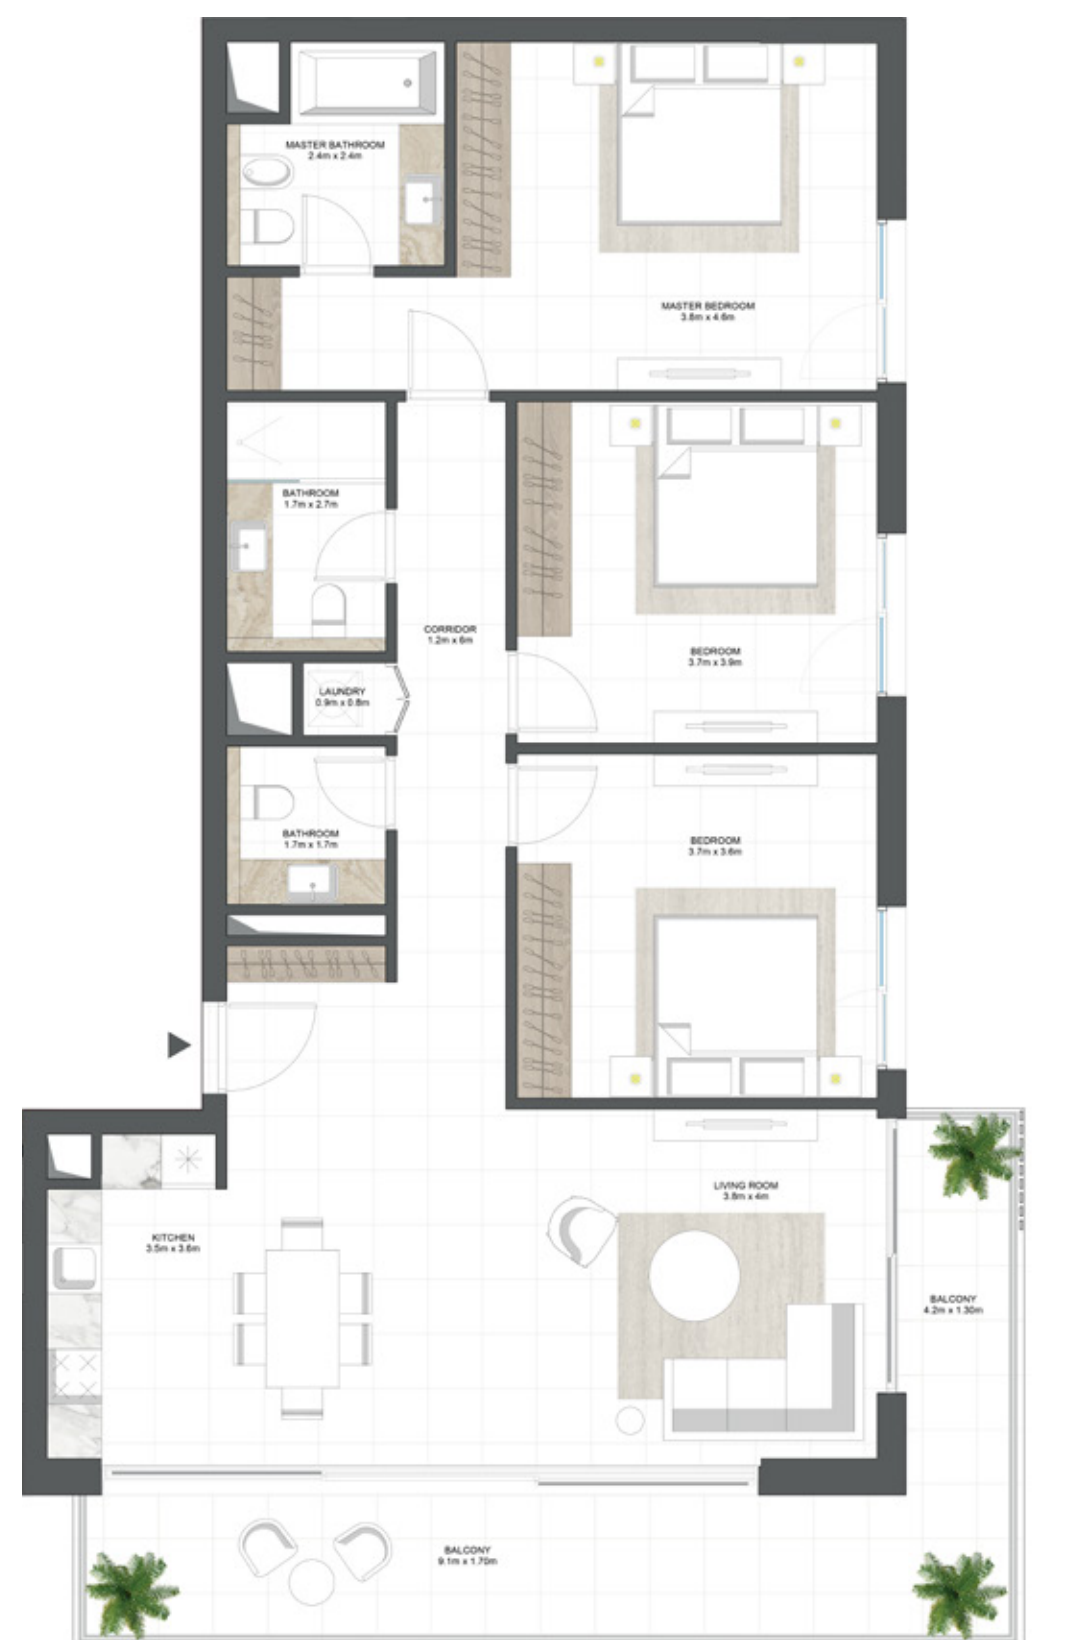 MASTER BATHROOM
2.4m x 2.4m
MASTER BEDROOM
3.8m x 4.6m
BATHROOM
1.7m x 2.7m
CORRIDOR
1.2m x 6m
BEDROOM
3.7m x 3.9m
LAUNDRY
0.9m x 0.8m
BATHROOM
1.7m x 1.7m
BEDROOM
3.7m x 3.6m
LIVING ROOM
3.8m x 4m
KITCHEN
3.5m x 3.6m
BALCONY
4.2m x 1.30m
BALCONY
9.1m x 1.70m